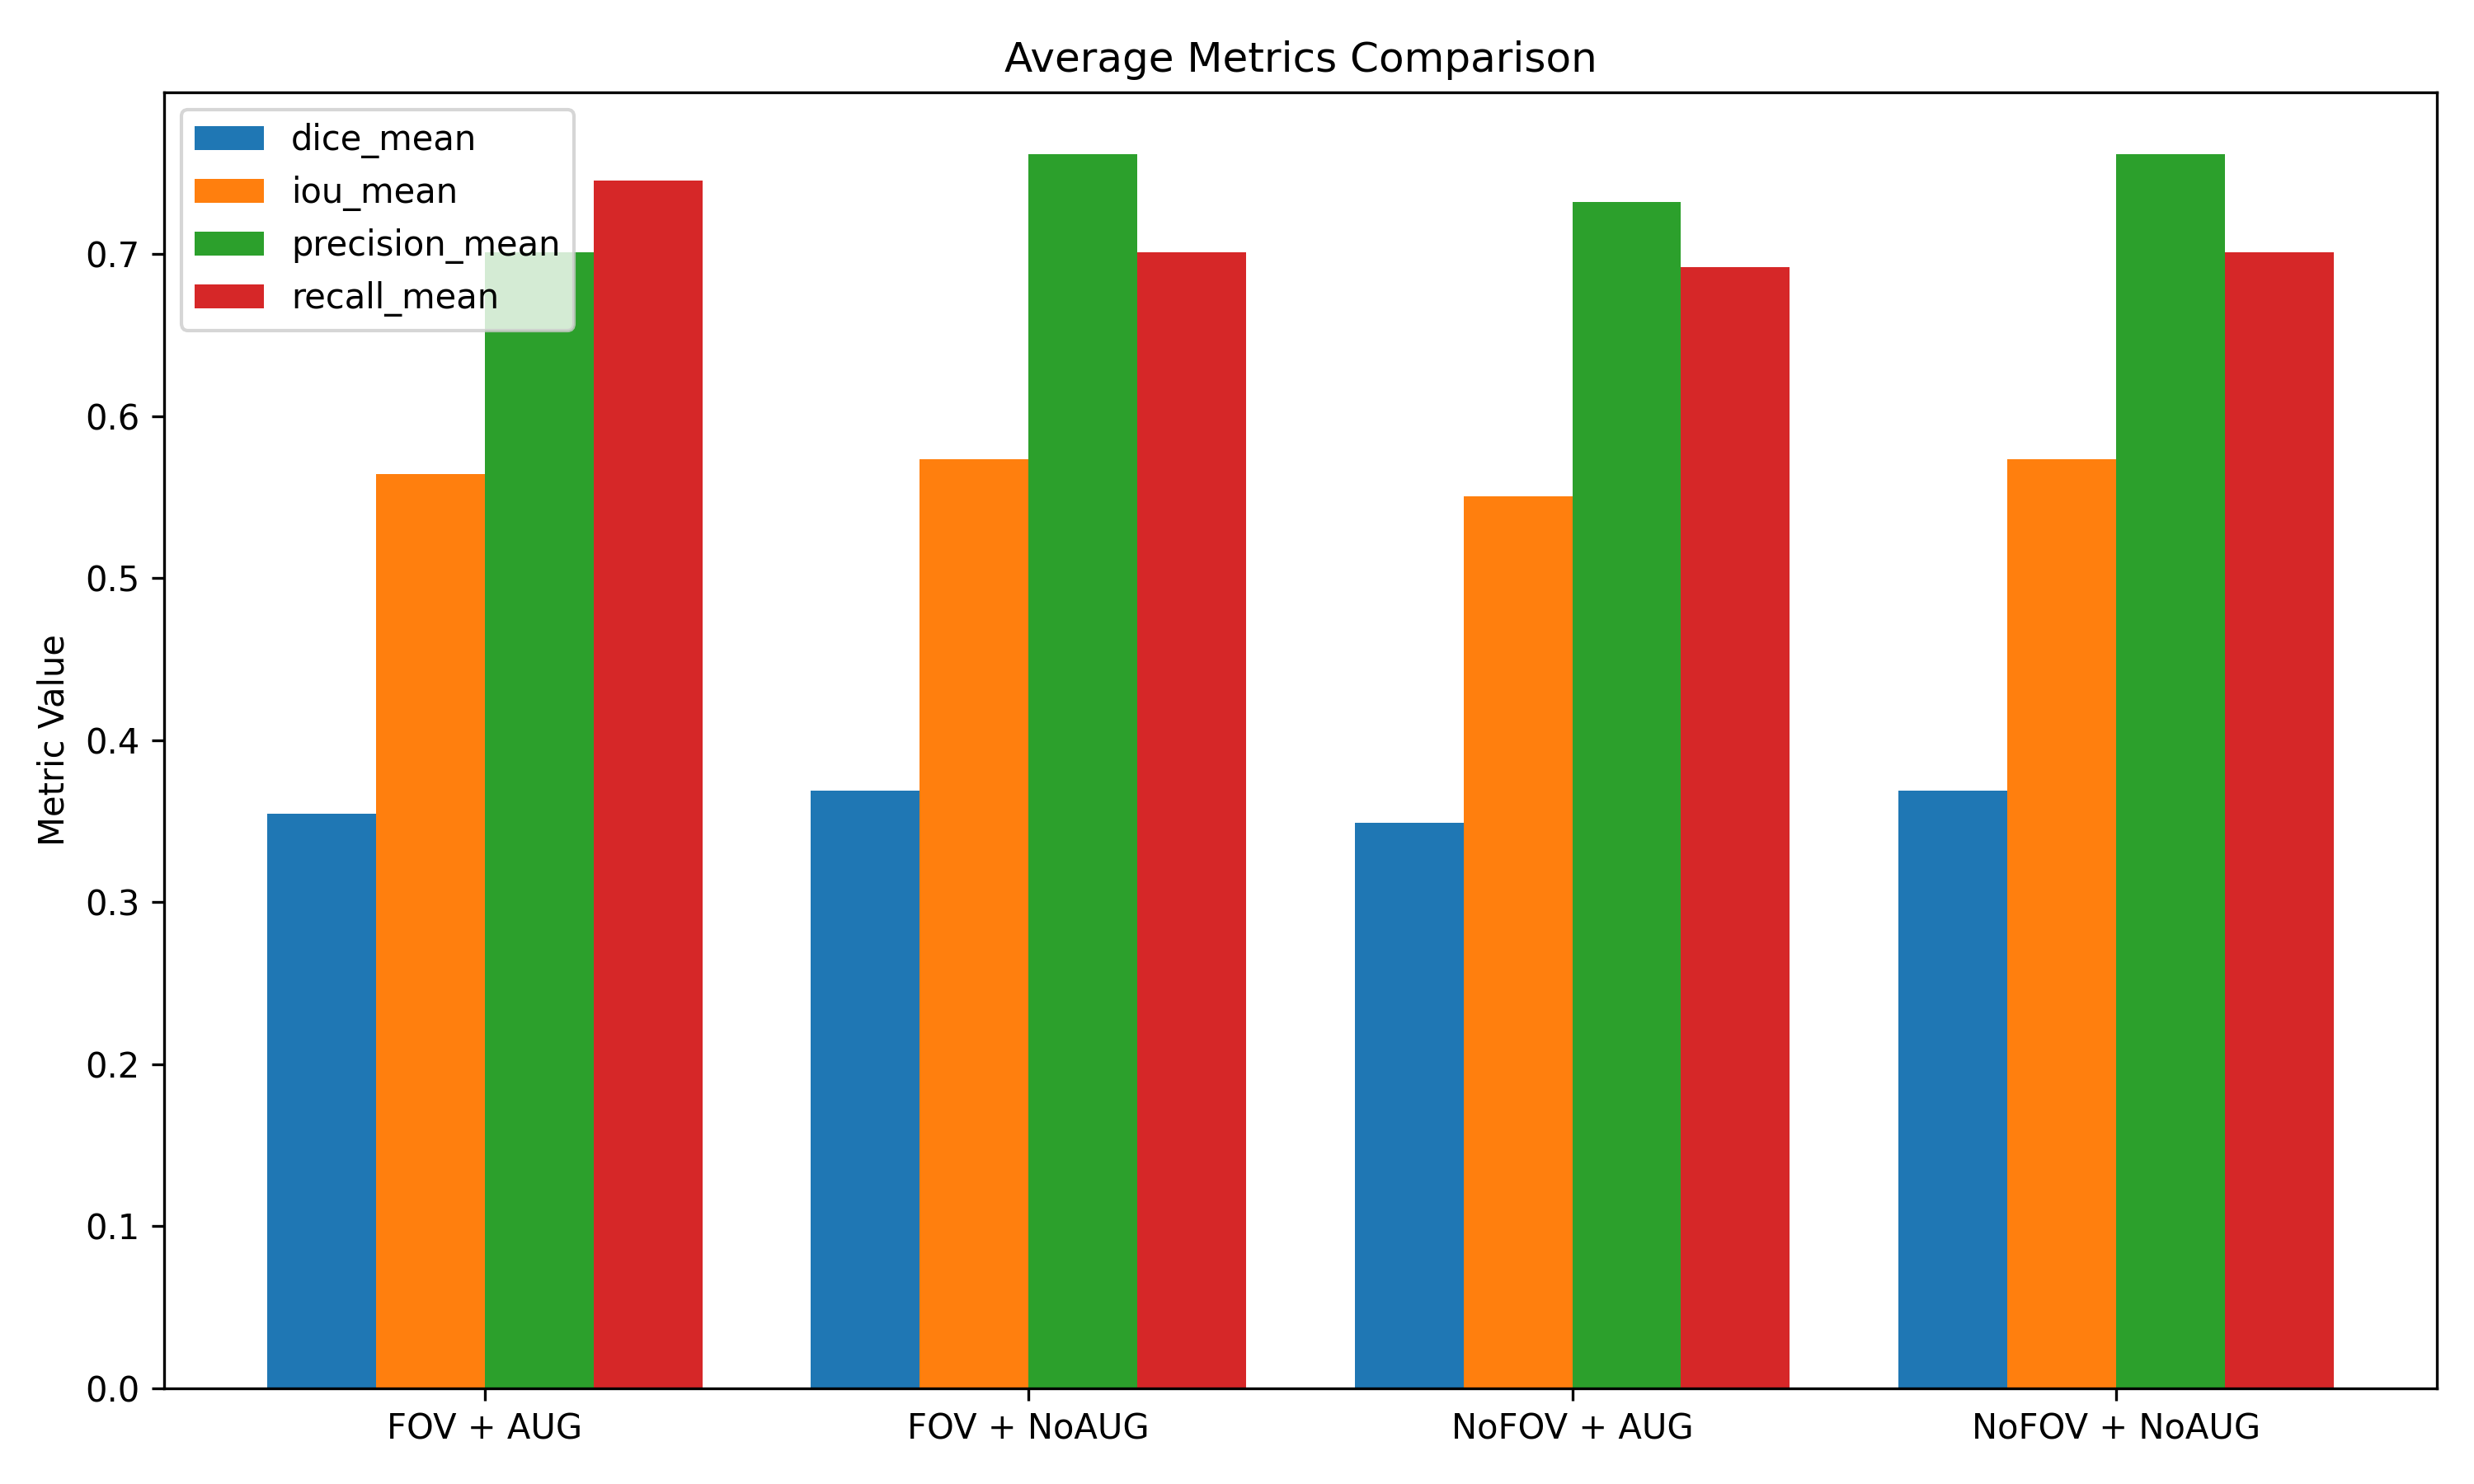 Average Metrics Comparison
dice_mean
iou_mean
precision_mean
recall_mean
Metric Value
0.7
0.6
0.5
0.4
0.3
0.2
0.1
0.0
FOV + AUG
FOV + NoAUG
NoFOV + AUG
NoFOV + NoAUG